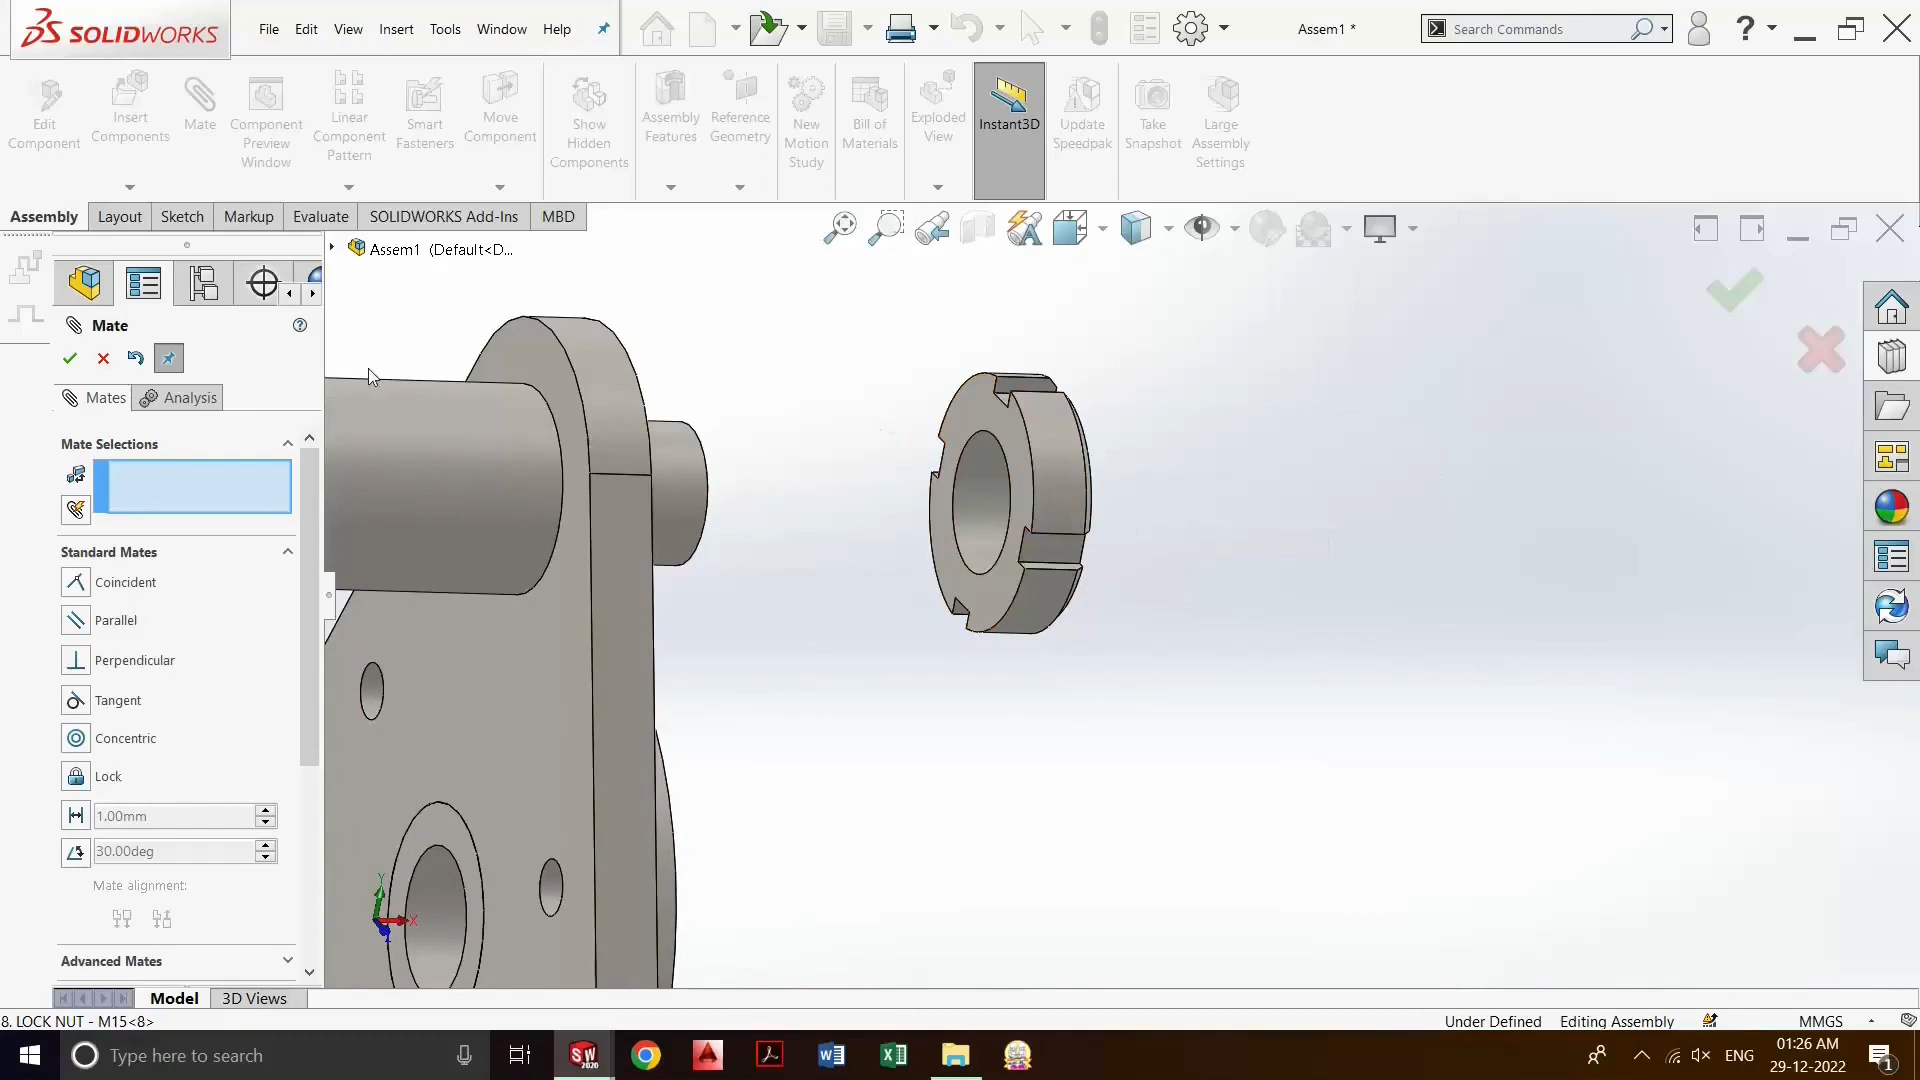 SOLIDWORKS
File Edit View Insert Tools Window Help
Assem1 *
Search Commands
Edit Component
Insert Components
Mate
Component Preview Window
Linear Component Pattern
Smart Fasteners
Move Component
Show Hidden Components
Assembly Features
Reference Geometry
New Motion Study
Bill of Materials
Exploded View
Instant3D
Update Speedpak
Take Snapshot
Large Assembly Settings
Assembly Layout Sketch Markup Evaluate SOLIDWORKS Add-Ins MBD
Assem1 (Default<D...
Mate
Mates Analysis
Mate Selections
Standard Mates
Coincident
Parallel
Perpendicular
Tangent
Concentric
Lock
1.00mm
30.00deg
Mate alignment:
Advanced Mates
Y
X
Z
Model 3D Views
8. LOCK NUT - M15<8>
Under Defined Editing Assembly MMGS
Type here to search
SW
2020
ENG
01:26 AM
29-12-2022
1